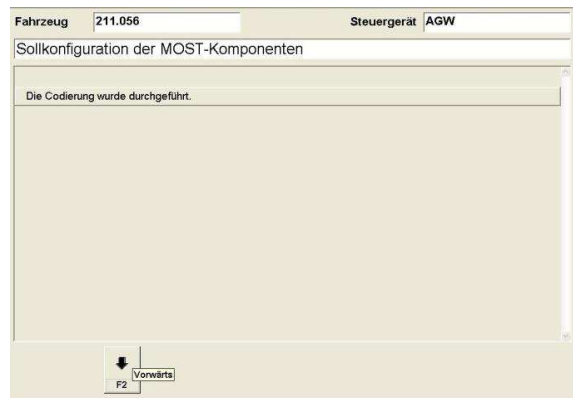 Fahrzeug 211.056 Steuergerät AGW
Sollkonfiguration der MOST-Komponenten
Die Codierung wurde durchgeführt.
Vorwärts
F2